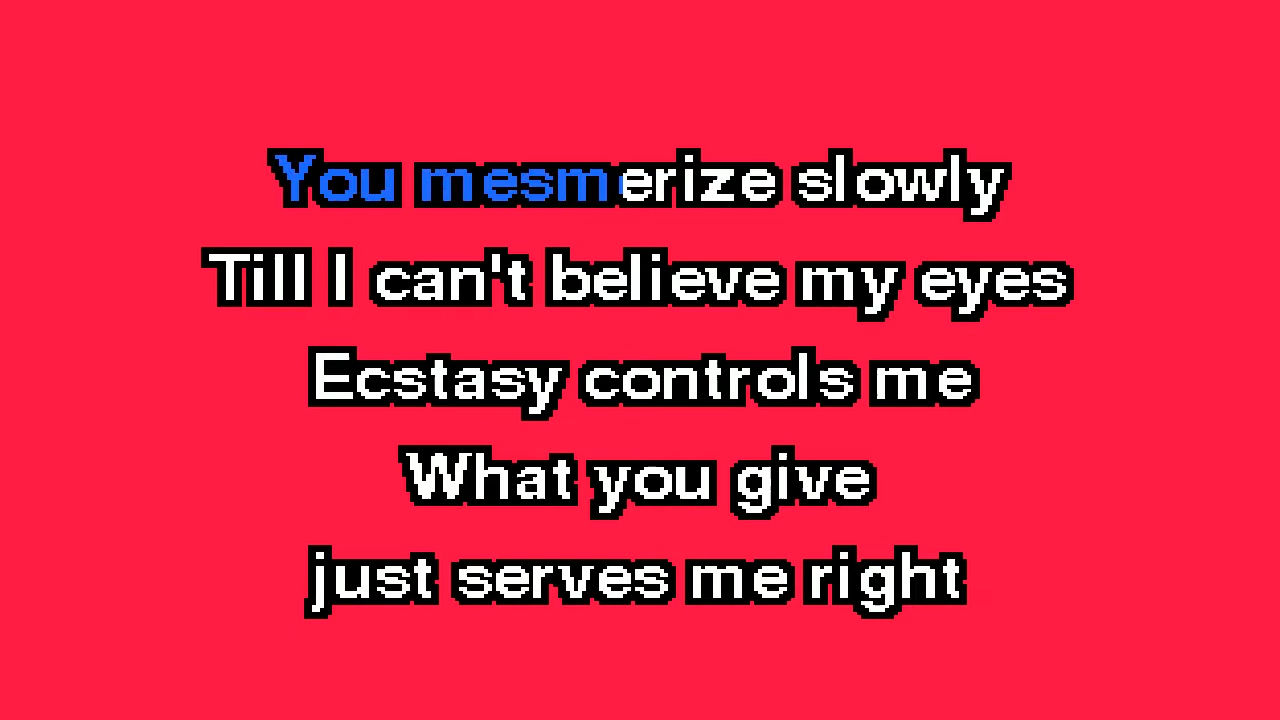 You mesmerize slowly
Till I can't believe my eyes
Ecstasy controls me
What you give
just serves me right